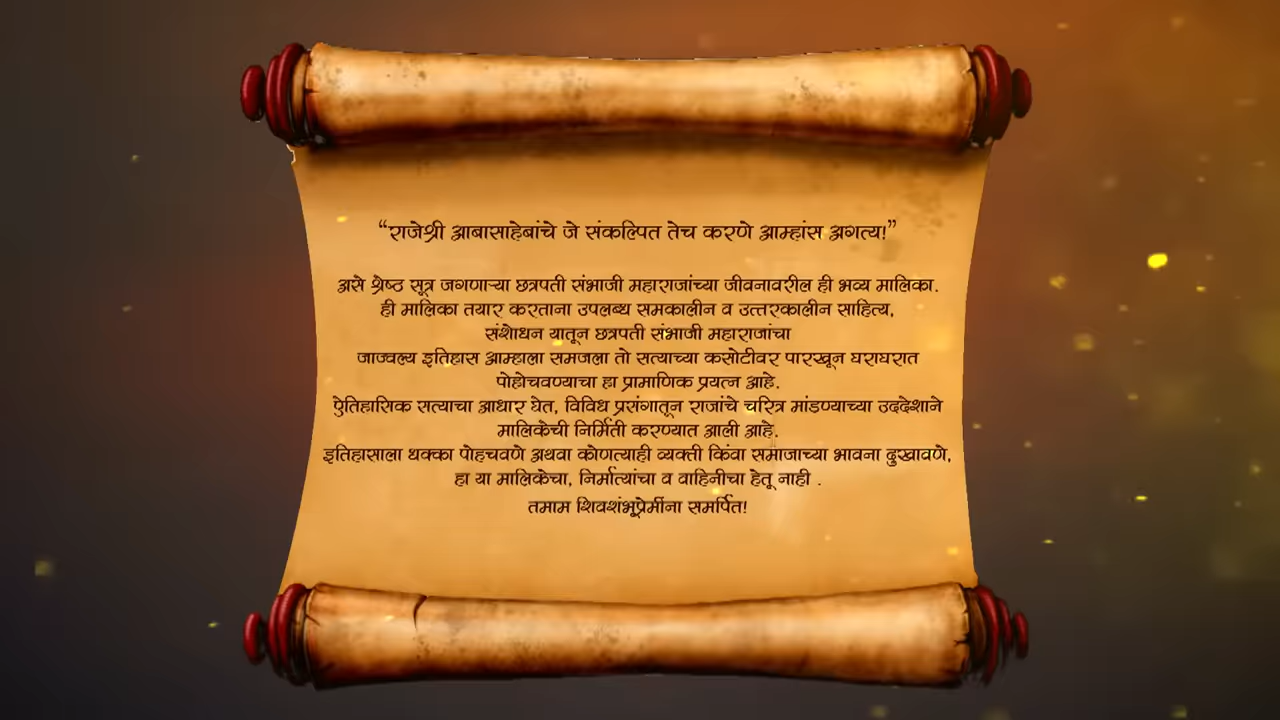 “राजेश्री आबासाहेबांचे जे संकल्पित तेच करणे आम्हांस अगत्य!”
असे श्रेष्ठ सूत्र जगणाऱ्या छत्रपती संभाजी महाराजांच्या जीवनावरील ही भव्य मालिका.
ही मालिका तयार करताना उपलब्ध समकालीन व उत्तरकालीन साहित्य,
संशोधन यातून छत्रपती संभाजी महाराजांचा
जाज्वल्य इतिहास आम्हाला समजला तो सत्याच्या कसोटीवर पारखून घराघरात
पोहोचवण्याचा हा प्रामाणिक प्रयत्न आहे.
ऐतिहासिक सत्याचा आधार घेत, विविध प्रसंगातून राजांचे चरित्र मांडण्याच्या उददेशाने
मालिकेची निर्मिती करण्यात आली आहे.
इतिहासाला धक्का पोहचवणे अथवा कोणत्याही व्यक्ती किंवा समाजाच्या भावना दुखावणे,
हा या मालिकेचा, निर्मात्यांचा व वाहिनीचा हेतू नाही .
तमाम शिवशंभूप्रेमींना समर्पित!